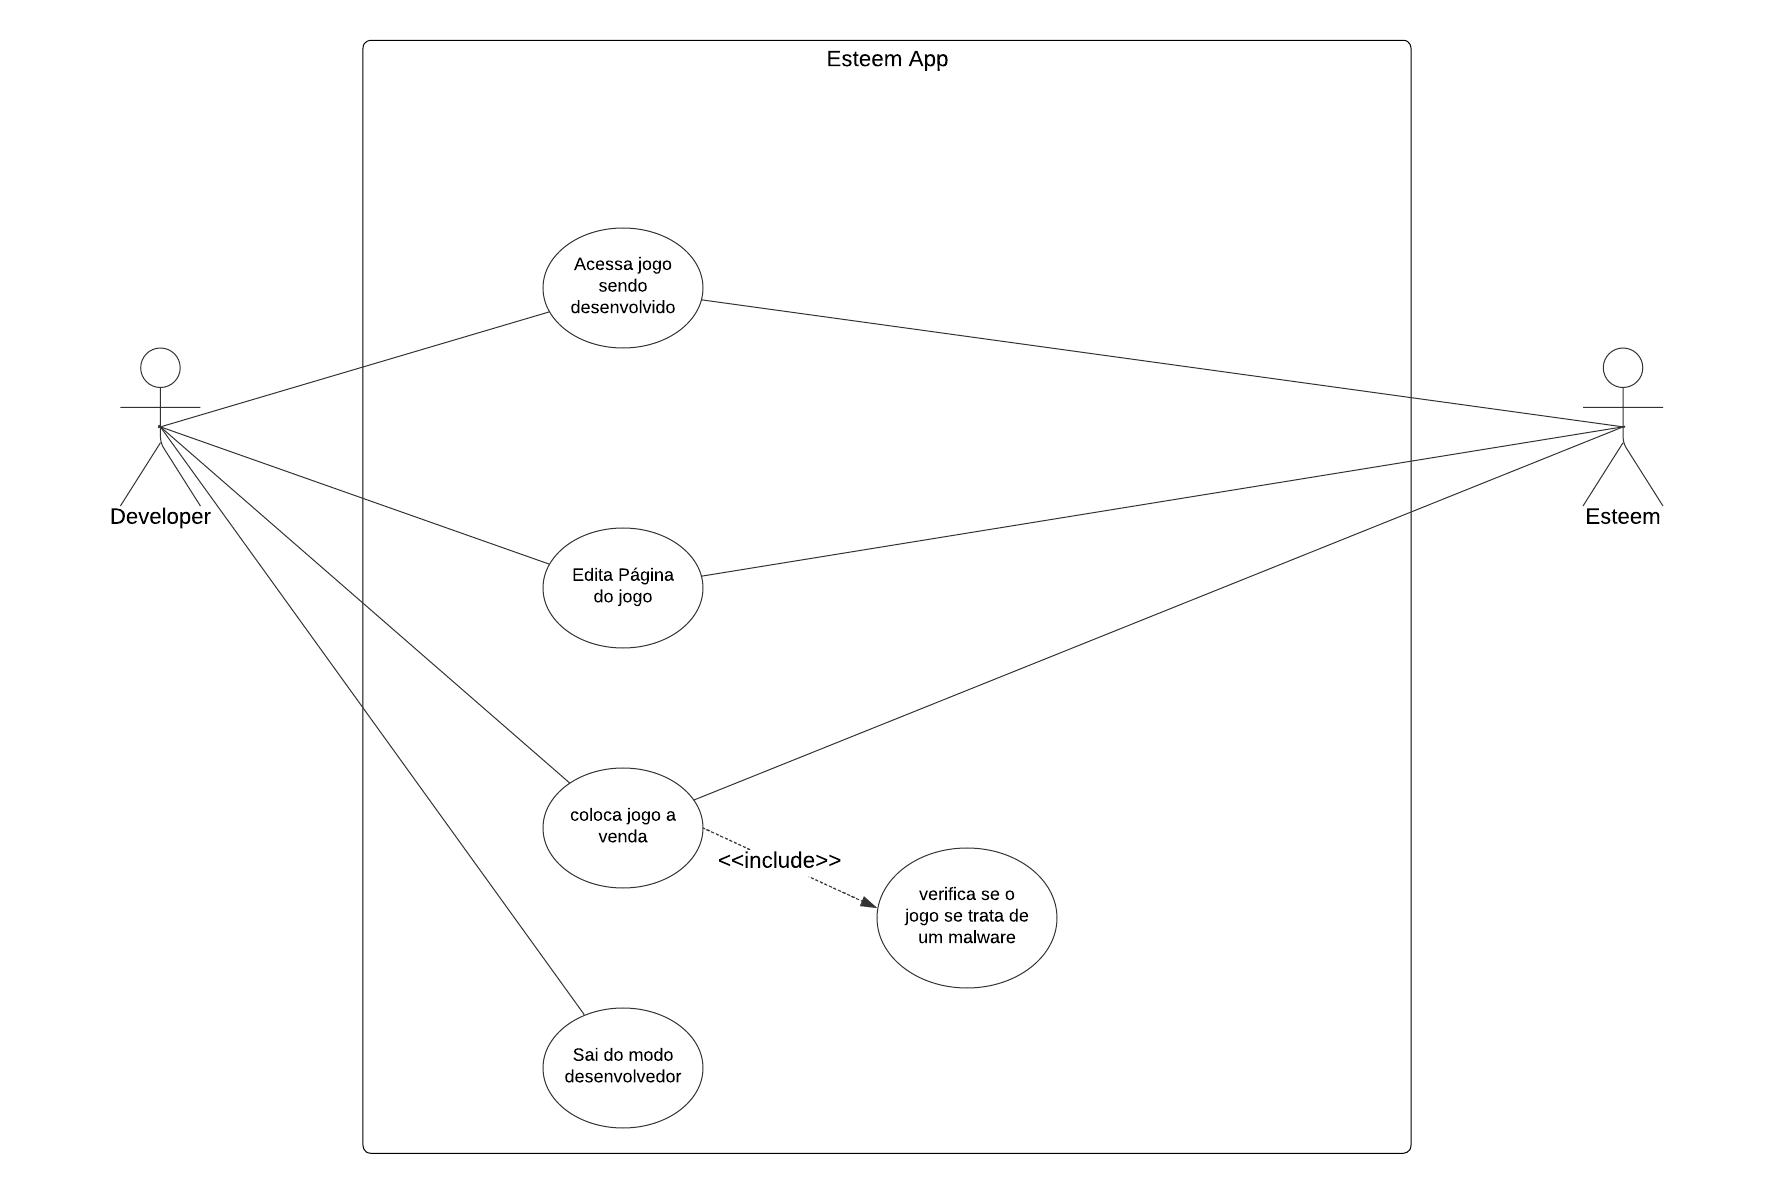 Esteem App
Acessa jogo
sendo
desenvolvido
Developer
Esteem
Edita Página
do jogo
coloca jogo a
venda
<<include>>
verifica se o
jogo se trata de
um malware
Sai do modo
desenvolvedor